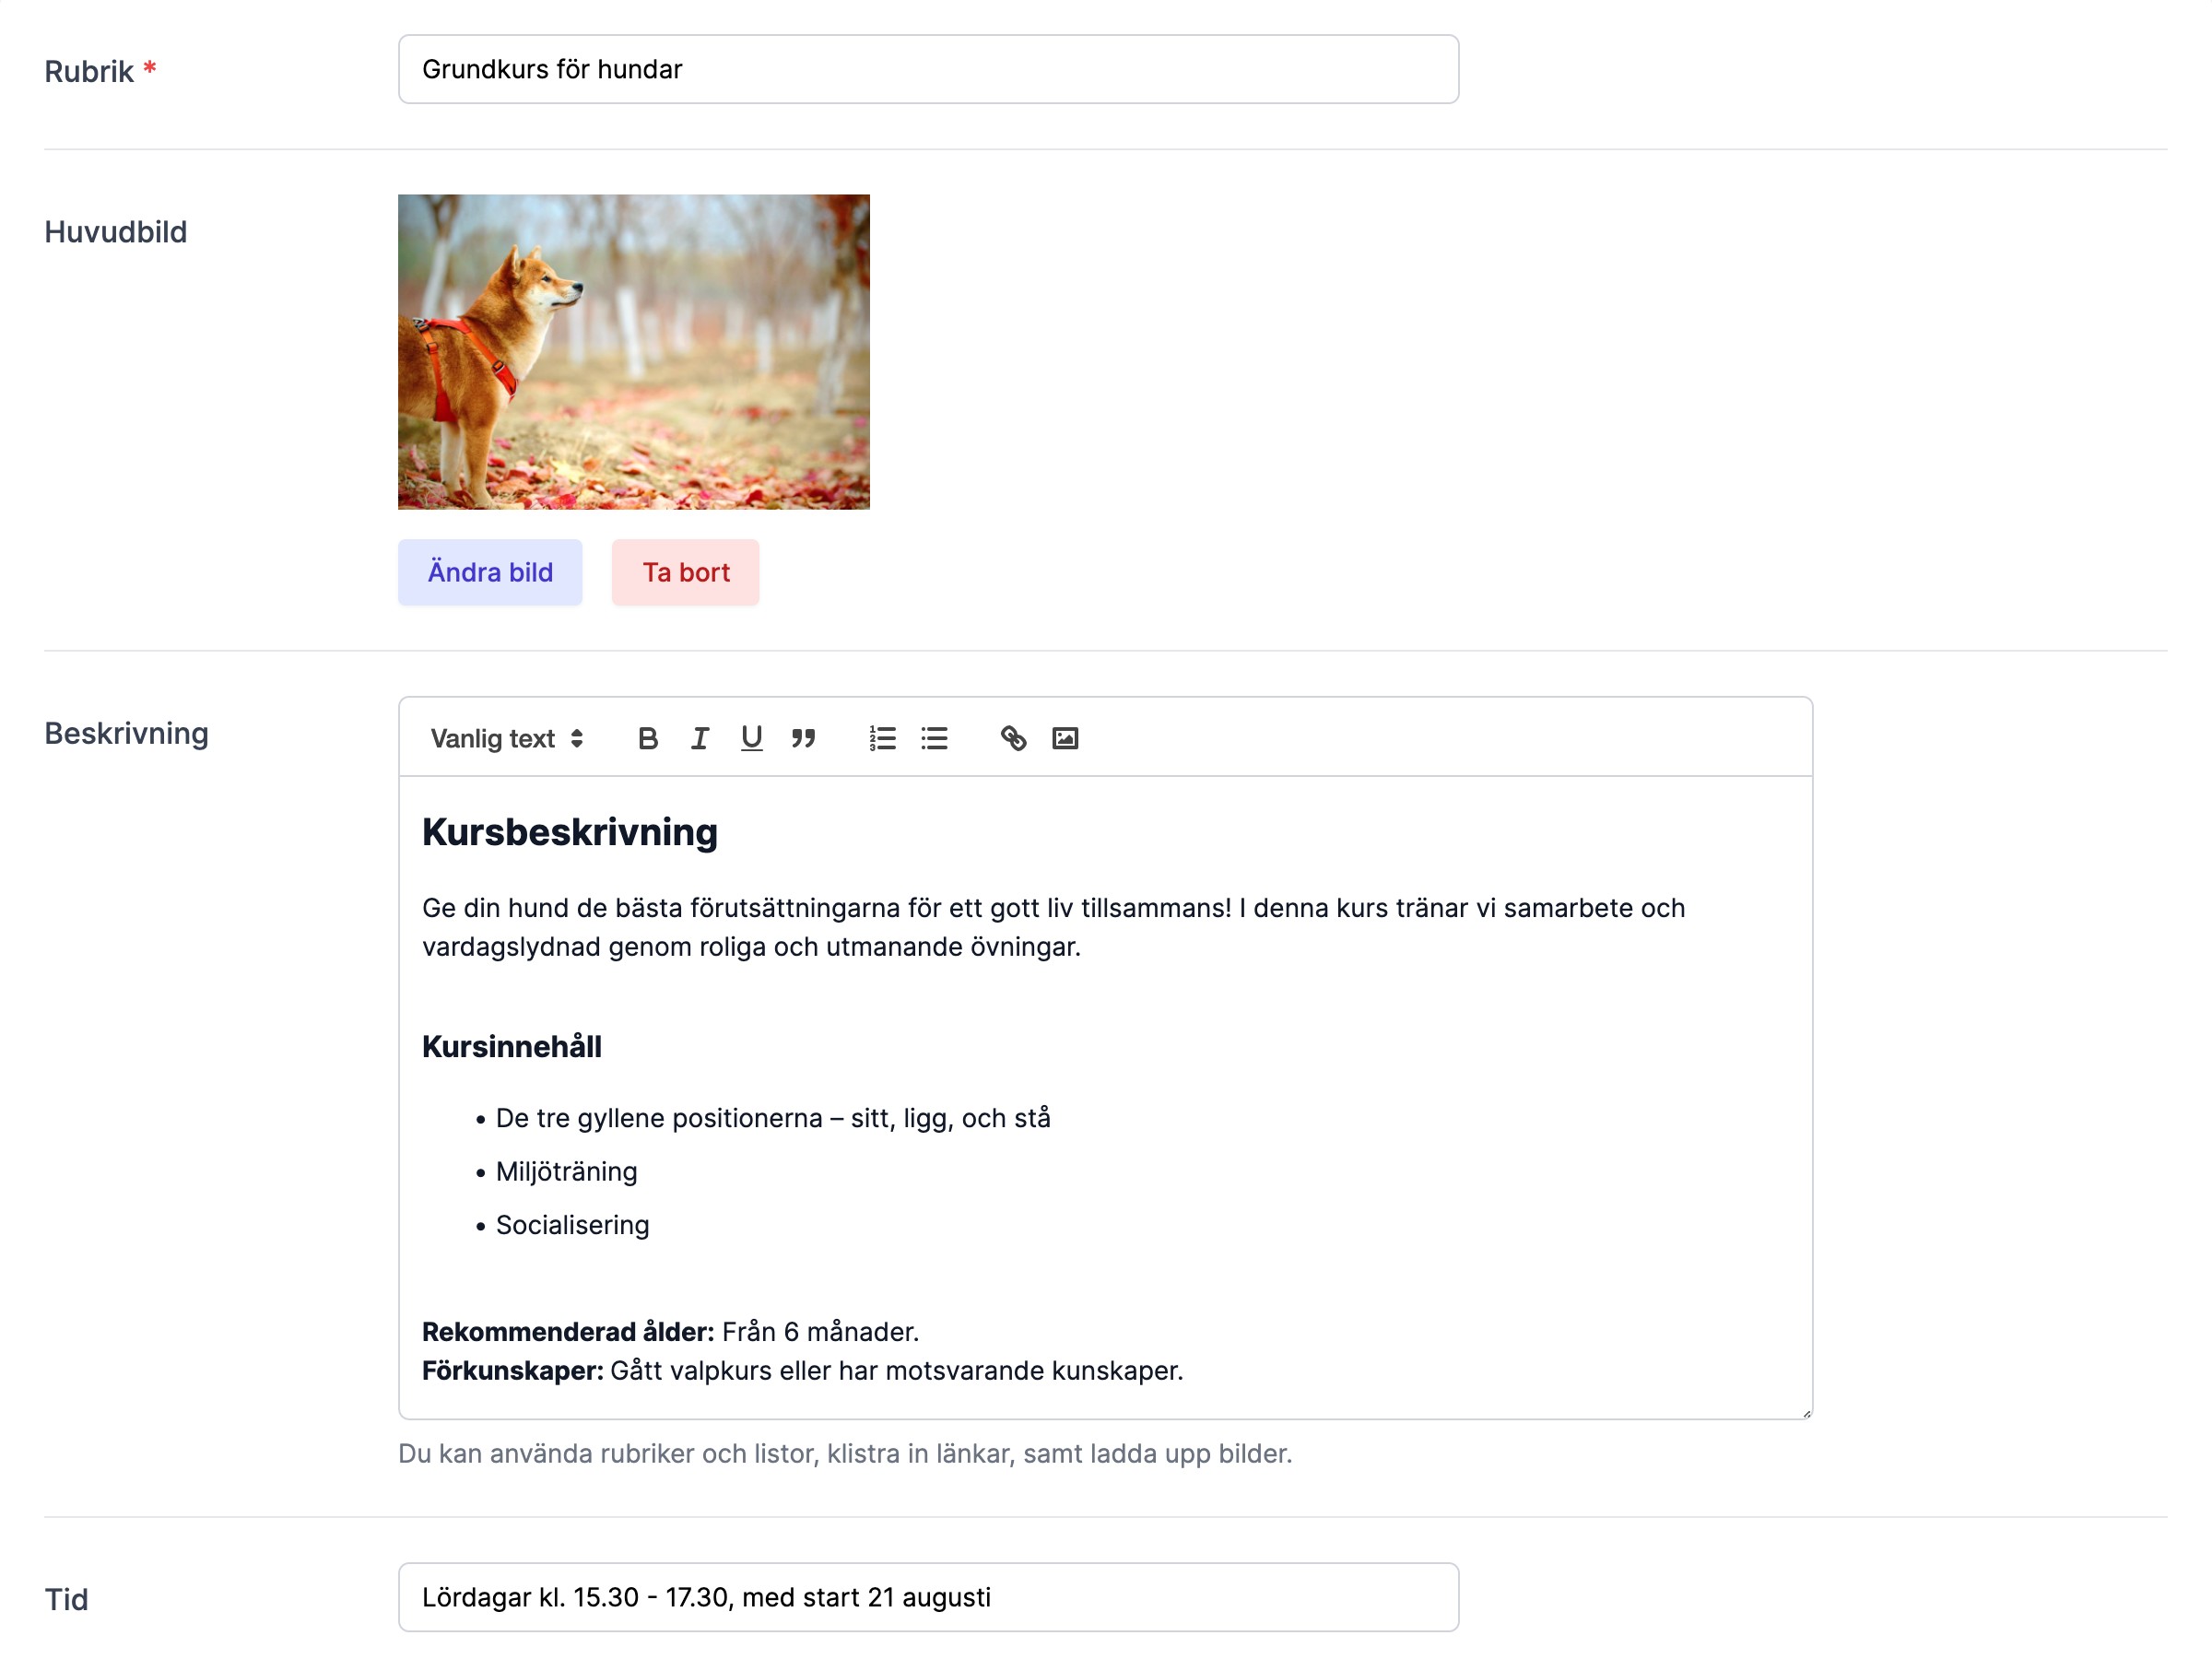 Rubrik *
Grundkurs för hundar
Huvudbild
Ändra bild
Ta bort
Beskrivning
Vanlig text
Kursbeskrivning
Ge din hund de bästa förutsättningarna för ett gott liv tillsammans! I denna kurs tränar vi samarbete och
vardagslydnad genom roliga och utmanande övningar.
Kursinnehåll
• De tre gyllene positionerna – sitt, ligg, och stå
• Miljöträning
• Socialisering
Rekommenderad ålder: Från 6 månader.
Förkunskaper: Gått valpkurs eller har motsvarande kunskaper.
Du kan använda rubriker och listor, klistra in länkar, samt ladda upp bilder.
Tid
Lördagar kl. 15.30 - 17.30, med start 21 augusti